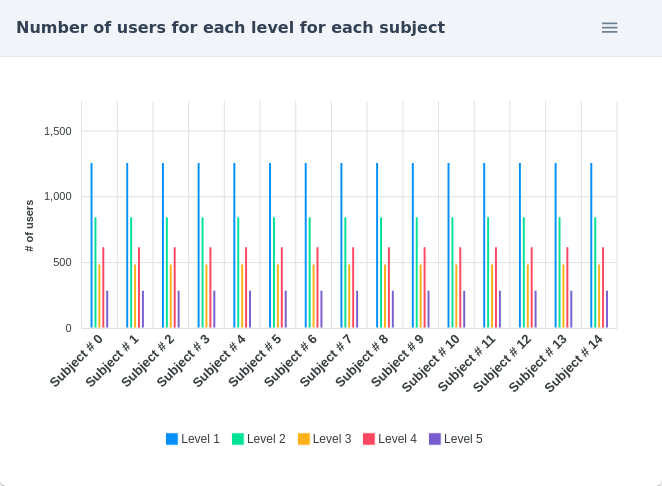 Number of users for each level for each subject
1,500
1,000
500
0
# of users
Subject # 0
Subject # 1
Subject # 2
Subject # 3
Subject # 4
Subject # 5
Subject # 6
Subject # 7
Subject # 8
Subject # 9
Subject # 10
Subject # 11
Subject # 12
Subject # 13
Subject # 14
Level 1 Level 2 Level 3 Level 4 Level 5